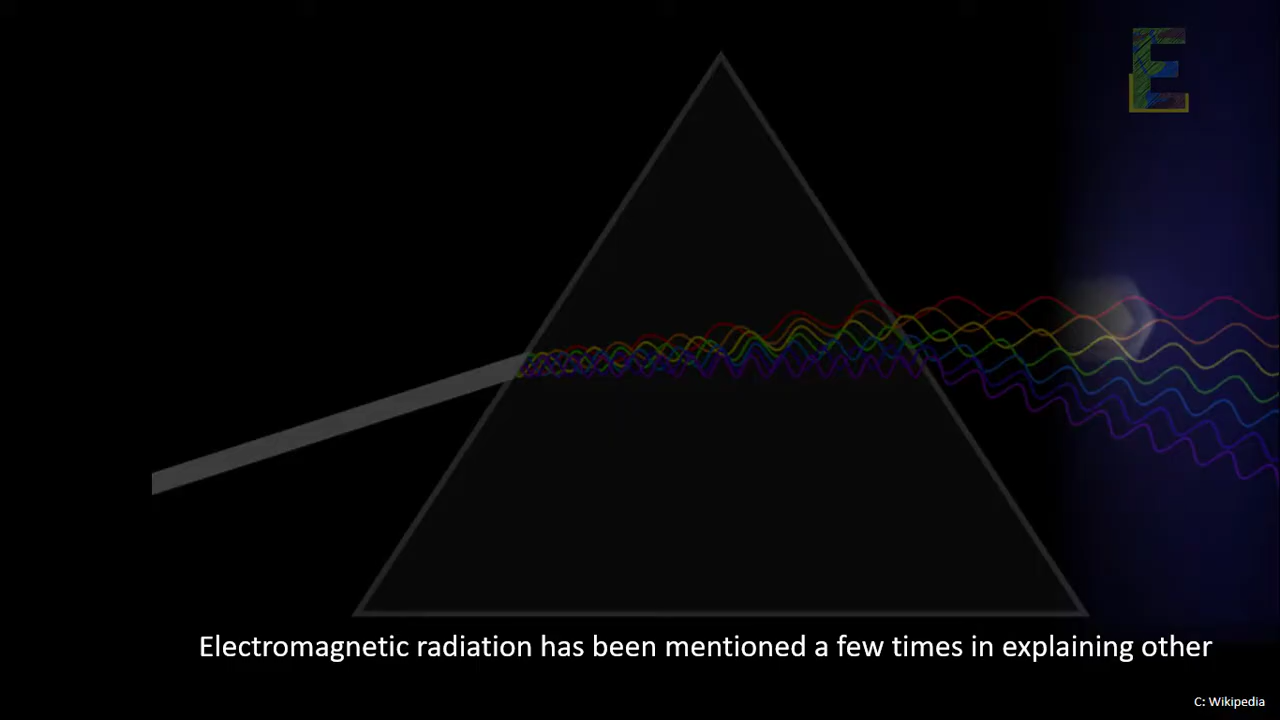 E
Electromagnetic radiation has been mentioned a few times in explaining other
C: Wikipedia